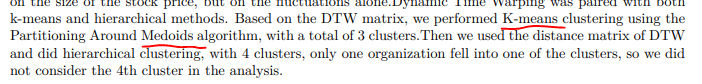 on the size of the stock price, but on the fluctuations alone.Dynamic Time Warping was paired with both
k-means and hierarchical methods. Based on the DTW matrix, we performed K-means clustering using the
Partitioning Around Medoids algorithm, with a total of 3 clusters.Then we used the distance matrix of DTW
and did hierarchical clustering, with 4 clusters, only one organization fell into one of the clusters, so we did
not consider the 4th cluster in the analysis.